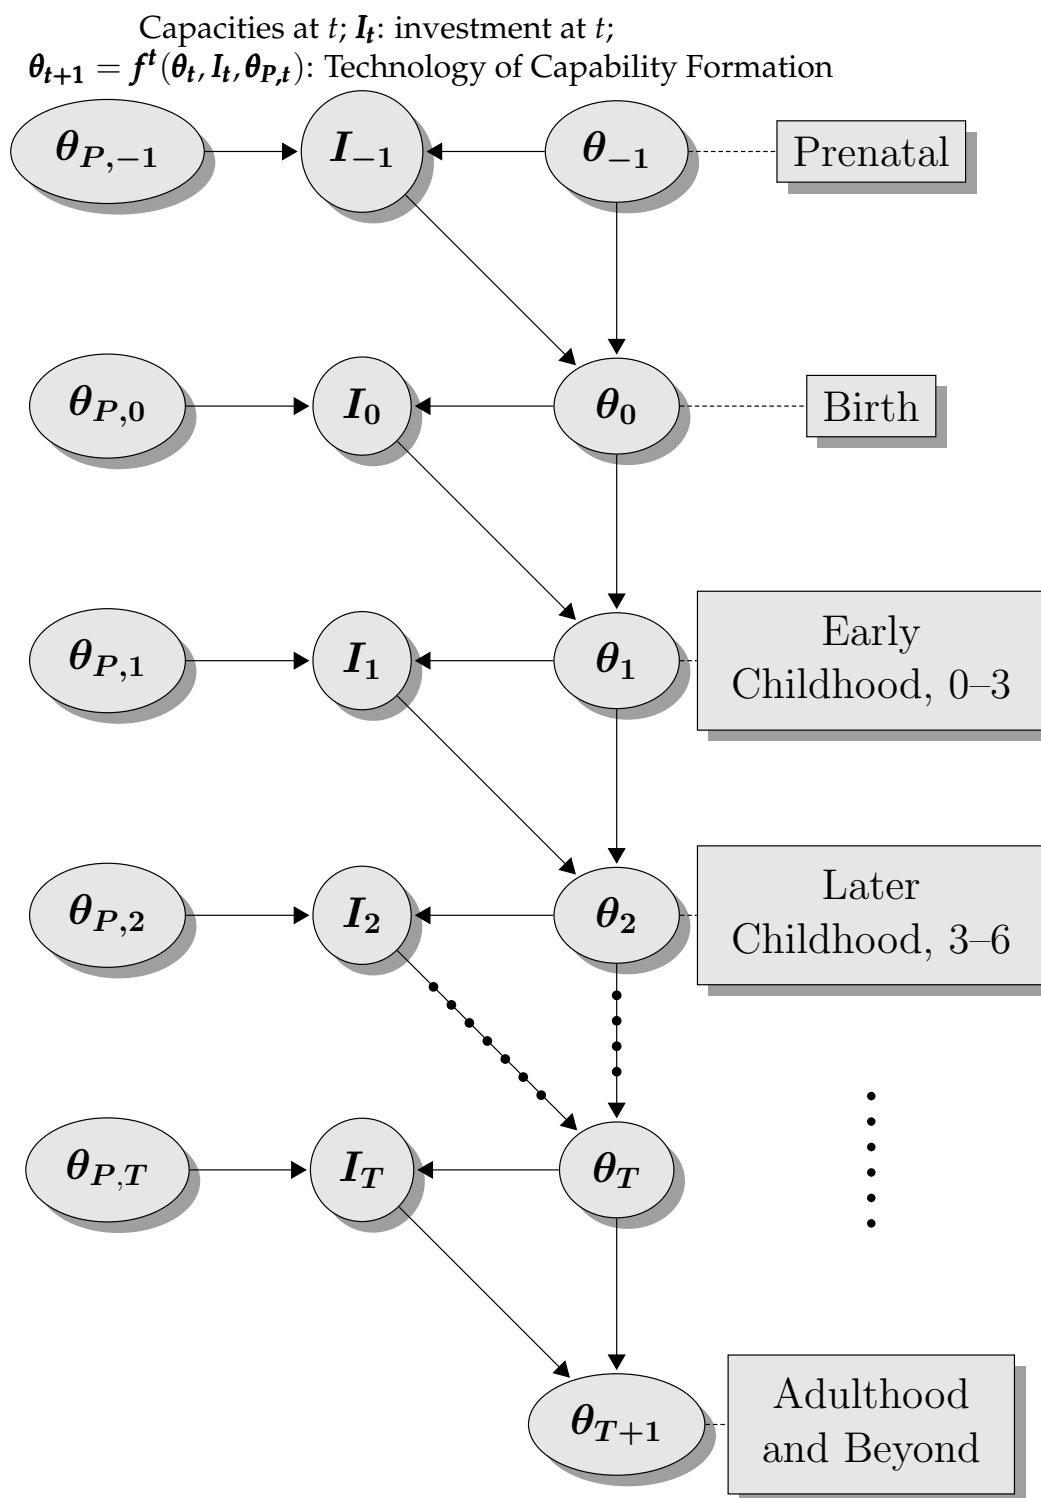 Capacities at t; I_t: investment at t;
θ_{t+1} = f^t(θ_t, I_t, θ_{P,t}): Technology of Capability Formation
θ_{P,−1} I_{−1} θ_{−1} Prenatal
θ_{P,0} I_0 θ_0 Birth
θ_{P,1} I_1 θ_1 Early
Childhood, 0–3
θ_{P,2} I_2 θ_2 Later
Childhood, 3–6
θ_{P,T} I_T θ_T
θ_{T+1} Adulthood
and Beyond